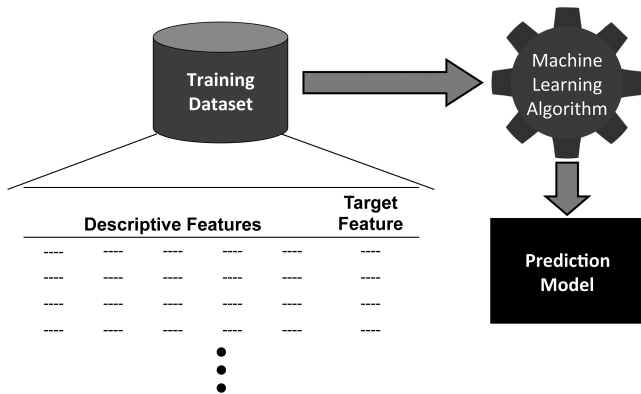 Training
Dataset
Machine
Learning
Algorithm
Target
Descriptive Features Feature
---- ---- ---- ---- ---- ----
---- ---- ---- ---- ---- ----
---- ---- ---- ---- ---- ----
---- ---- ---- ---- ---- ----
Prediction
Model